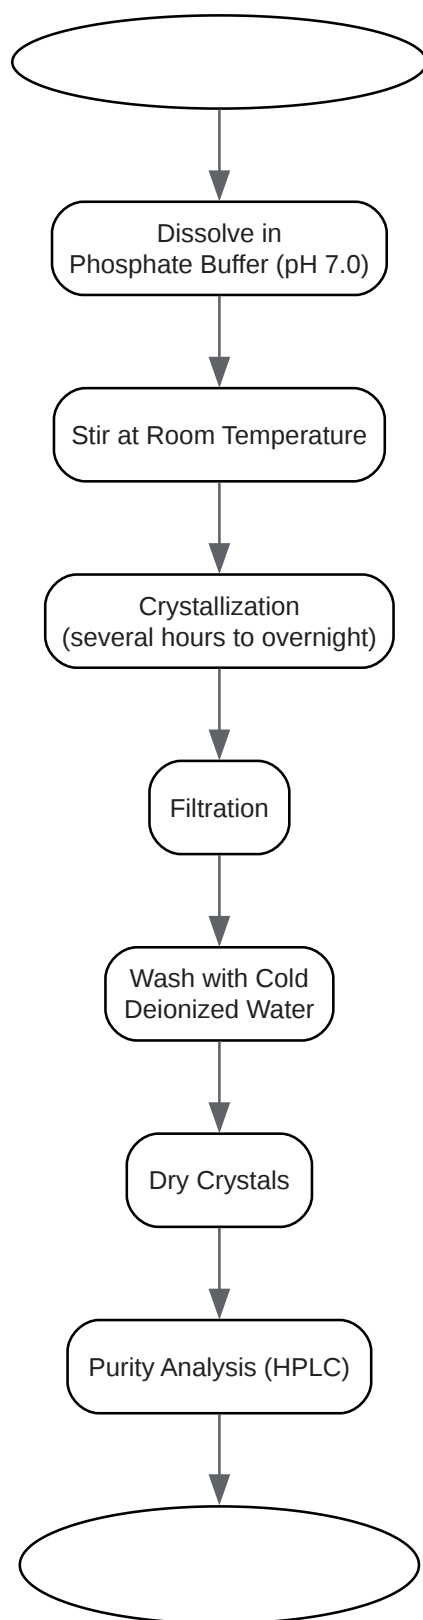 Dissolve in
Phosphate Buffer (pH 7.0)
Stir at Room Temperature
Crystallization
(several hours to overnight)
Filtration
Wash with Cold
Deionized Water
Dry Crystals
Purity Analysis (HPLC)